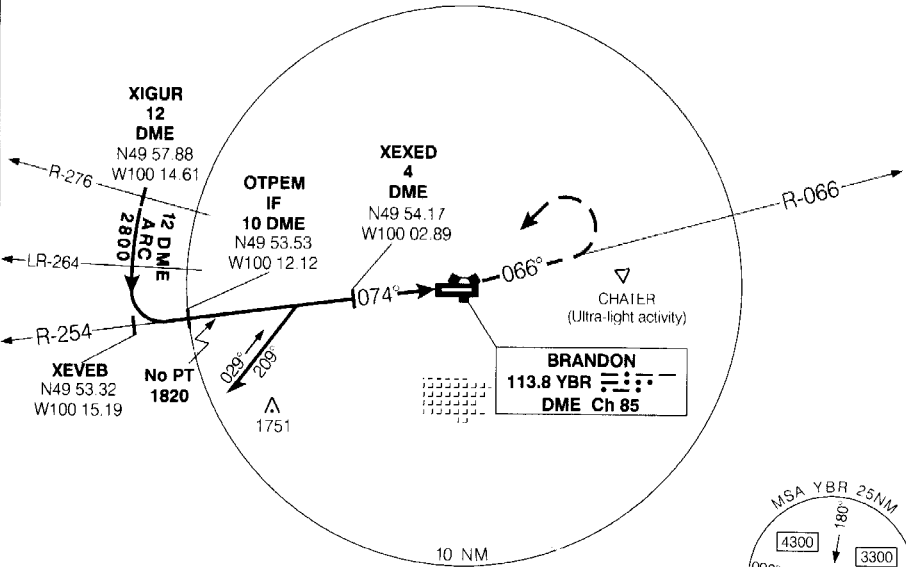 XIGUR
12
DME
N49 57.88
W100 14.61
R-276
12 DME
ARC
2800
LR-264
R-254
XEVEB
N49 53.32
W100 15.19
OTPEM
IF
10 DME
N49 53.53
W100 12.12
XEXED
4
DME
N49 54.17
W100 02.89
No PT
1820
029°
209°
1751
074°
066°
R-066
CHATER
(Ultra-light activity)
BRANDON
113.8 YBR
DME Ch 85
10 NM
MSA YBR 25NM
180°
4300
3300